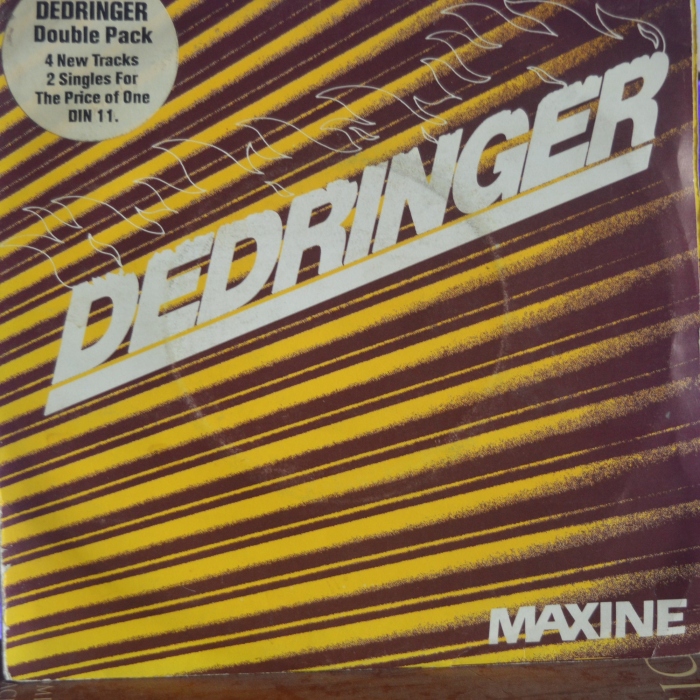 DEDRINGER
Double Pack
4 New Tracks
2 Singles For
The Price of One
DIN 11.
DEDRINGER
MAXINE